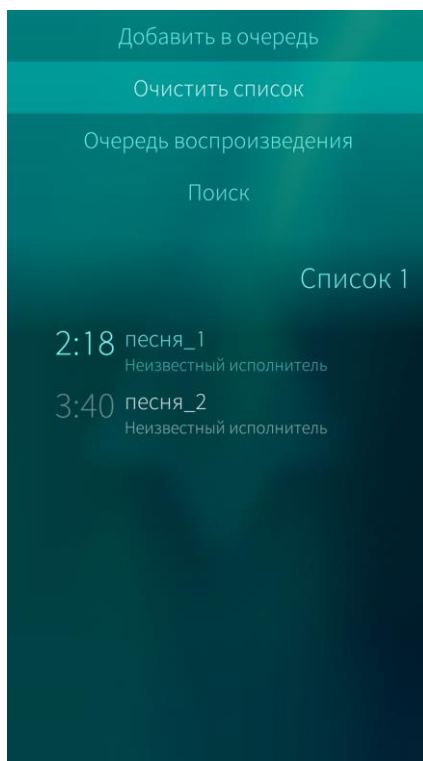 Добавить в очередь
Очистить список
Очередь воспроизведения
Поиск
Список 1
2:18 песня_1
Неизвестный исполнитель
3:40 песня_2
Неизвестный исполнитель